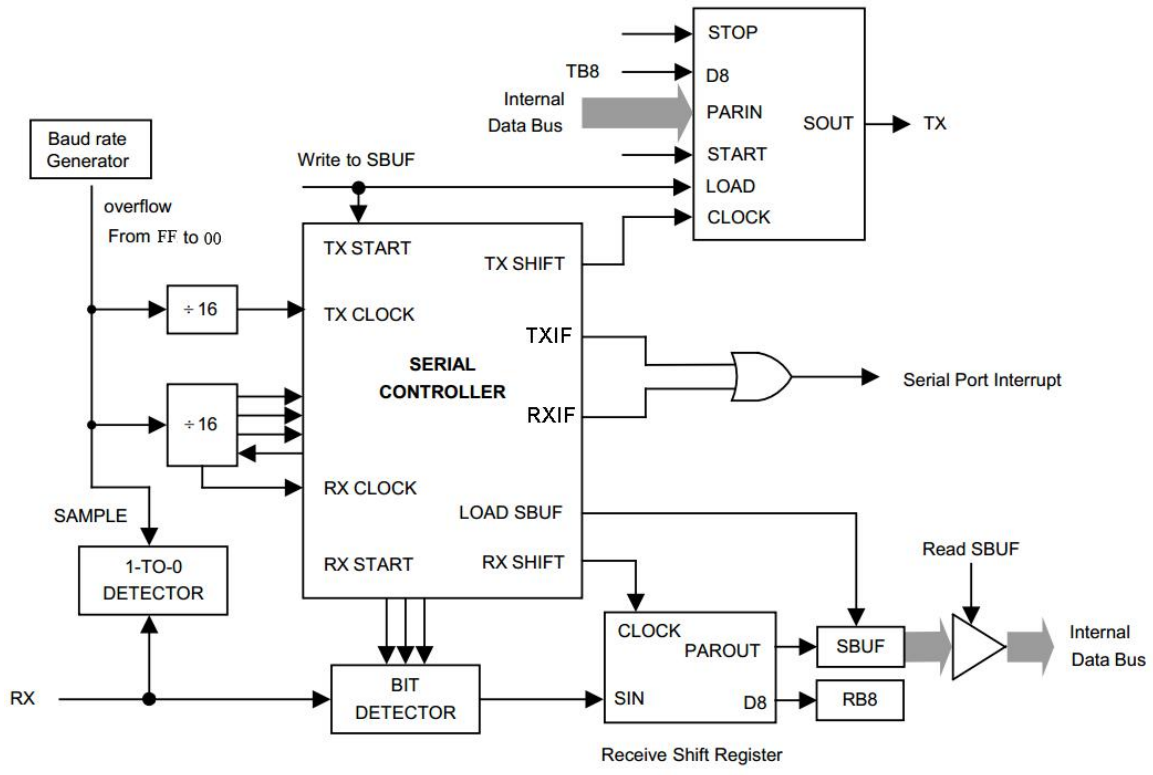 STOP
TB8
D8
Internal
Data Bus
PARIN
SOUT
TX
START
LOAD
CLOCK
Baud rate
Generator
Write to SBUF
overflow
From FF to 00
TX START
TX SHIFT
÷ 16
TX CLOCK
TXIF
SERIAL
CONTROLLER
Serial Port Interrupt
RXIF
÷ 16
RX CLOCK
SAMPLE
LOAD SBUF
1-TO-0
DETECTOR
RX START
RX SHIFT
Read SBUF
CLOCK
PAROUT
SBUF
Internal
Data Bus
RX
BIT
DETECTOR
SIN
D8
RB8
Receive Shift Register